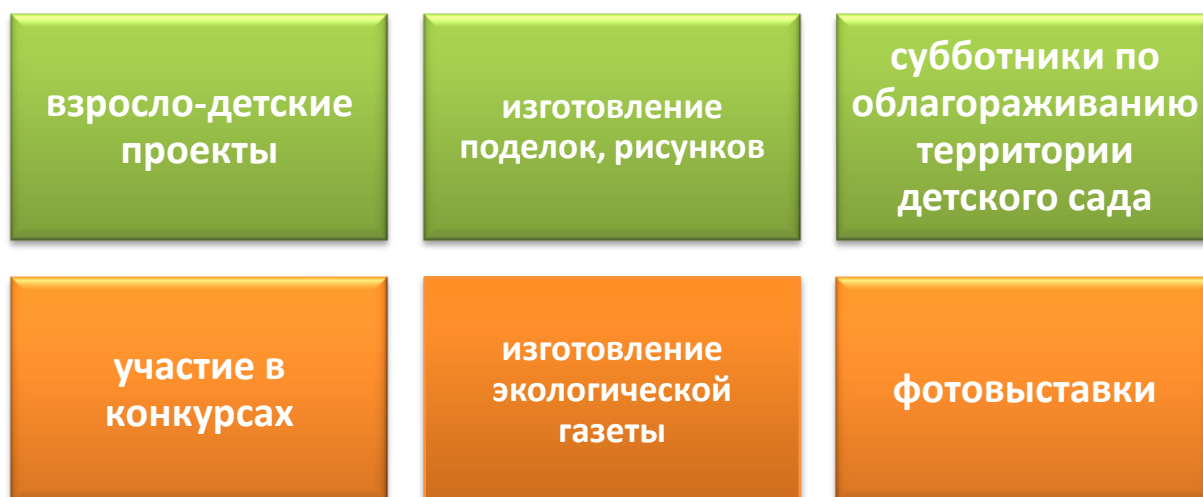 взросло-детские
проекты
изготовление
поделок, рисунков
субботники по
облагораживанию
территории
детского сада
участие в
конкурсах
изготовление
экологической
газеты
фотовыставки